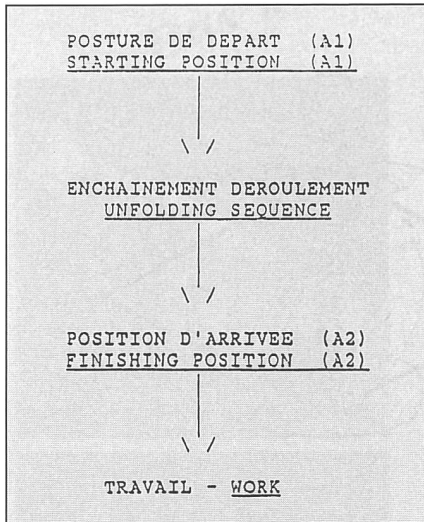 POSTURE DE DEPART (A1)
STARTING POSITION (A1)
ENCHAINEMENT DEROULEMENT
UNFOLDING SEQUENCE
POSITION D'ARRIVEE (A2)
FINISHING POSITION (A2)
TRAVAIL - WORK